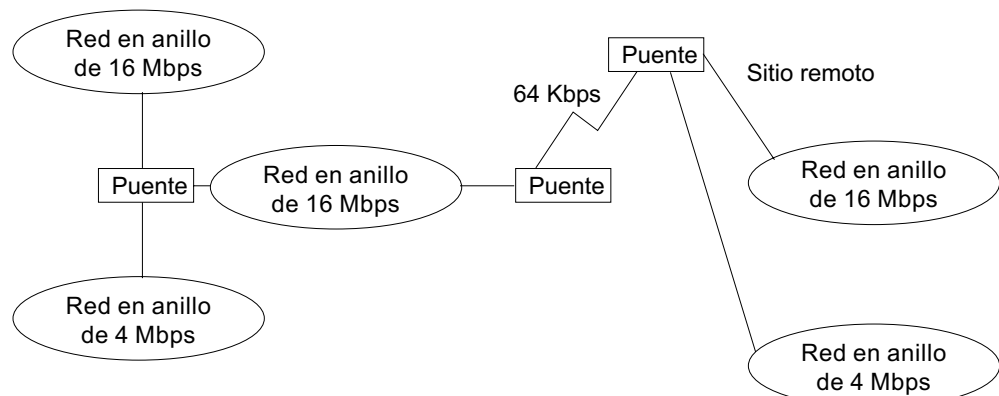 Red en anillo
de 16 Mbps
Puente
Sitio remoto
64 Kbps
Puente
Red en anillo
de 16 Mbps
Puente
Red en anillo
de 16 Mbps
Red en anillo
de 4 Mbps
Red en anillo
de 4 Mbps